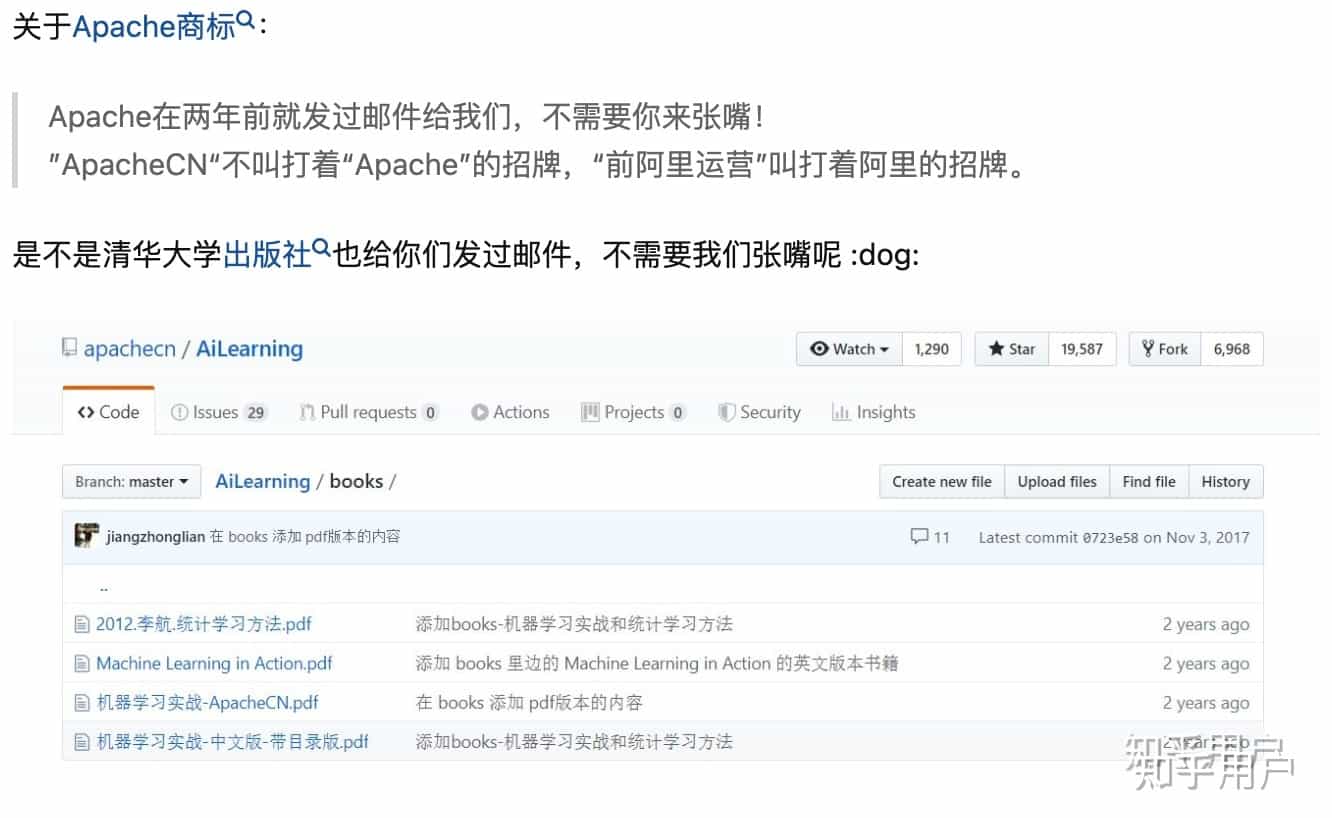 关于Apache商标：
Apache在两年前就发过邮件给我们，不需要你来张嘴！
”ApacheCN“不叫打着“Apache”的招牌，“前阿里运营”叫打着阿里的招牌。
是不是清华大学出版社也给你们发过邮件，不需要我们张嘴呢 :dog:
apachecn / AiLearning Watch 1,290 Star 19,587 Fork 6,968
Code Issues 29 Pull requests 0 Actions Projects 0 Security Insights
Branch: master AiLearning / books / Create new file Upload files Find file History
jiangzhonglian 在 books 添加 pdf版本的内容 11 Latest commit 0723e58 on Nov 3, 2017
..
2012.李航.统计学习方法.pdf 添加books-机器学习实战和统计学习方法 2 years ago
Machine Learning in Action.pdf 添加 books 里边的 Machine Learning in Action 的英文版本书籍 2 years ago
机器学习实战-ApacheCN.pdf 在 books 添加 pdf版本的内容 2 years ago
机器学习实战-中文版-带目录版.pdf 添加books-机器学习实战和统计学习方法 2 years ago
知乎用户
知乎用户